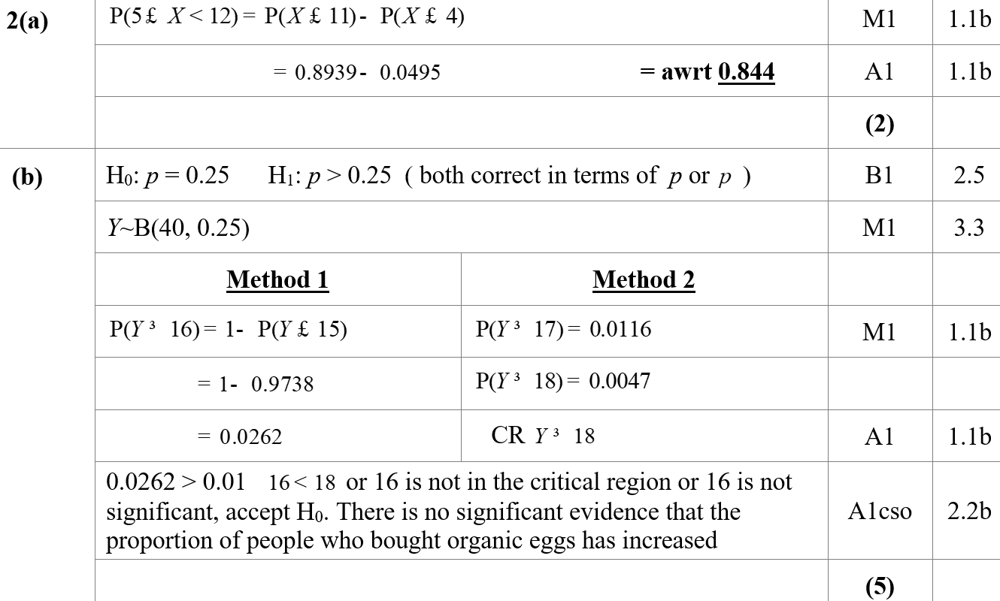 2(a) P(5£ X < 12) = P(X £ 11) - P(X £ 4) M1 1.1b
= 0.8939 - 0.0495 = awrt 0.844 A1 1.1b
(2)
(b) H0: p = 0.25 H1: p > 0.25 ( both correct in terms of p or p ) B1 2.5
Y~B(40, 0.25) M1 3.3
Method 1 Method 2
P(Y ³ 16) = 1- P(Y £ 15) P(Y ³ 17) = 0.0116 M1 1.1b
= 1- 0.9738 P(Y ³ 18) = 0.0047
= 0.0262 CR Y ³ 18 A1 1.1b
0.0262 > 0.01 16 < 18 or 16 is not in the critical region or 16 is not
significant, accept H0. There is no significant evidence that the A1cso 2.2b
proportion of people who bought organic eggs has increased
(5)